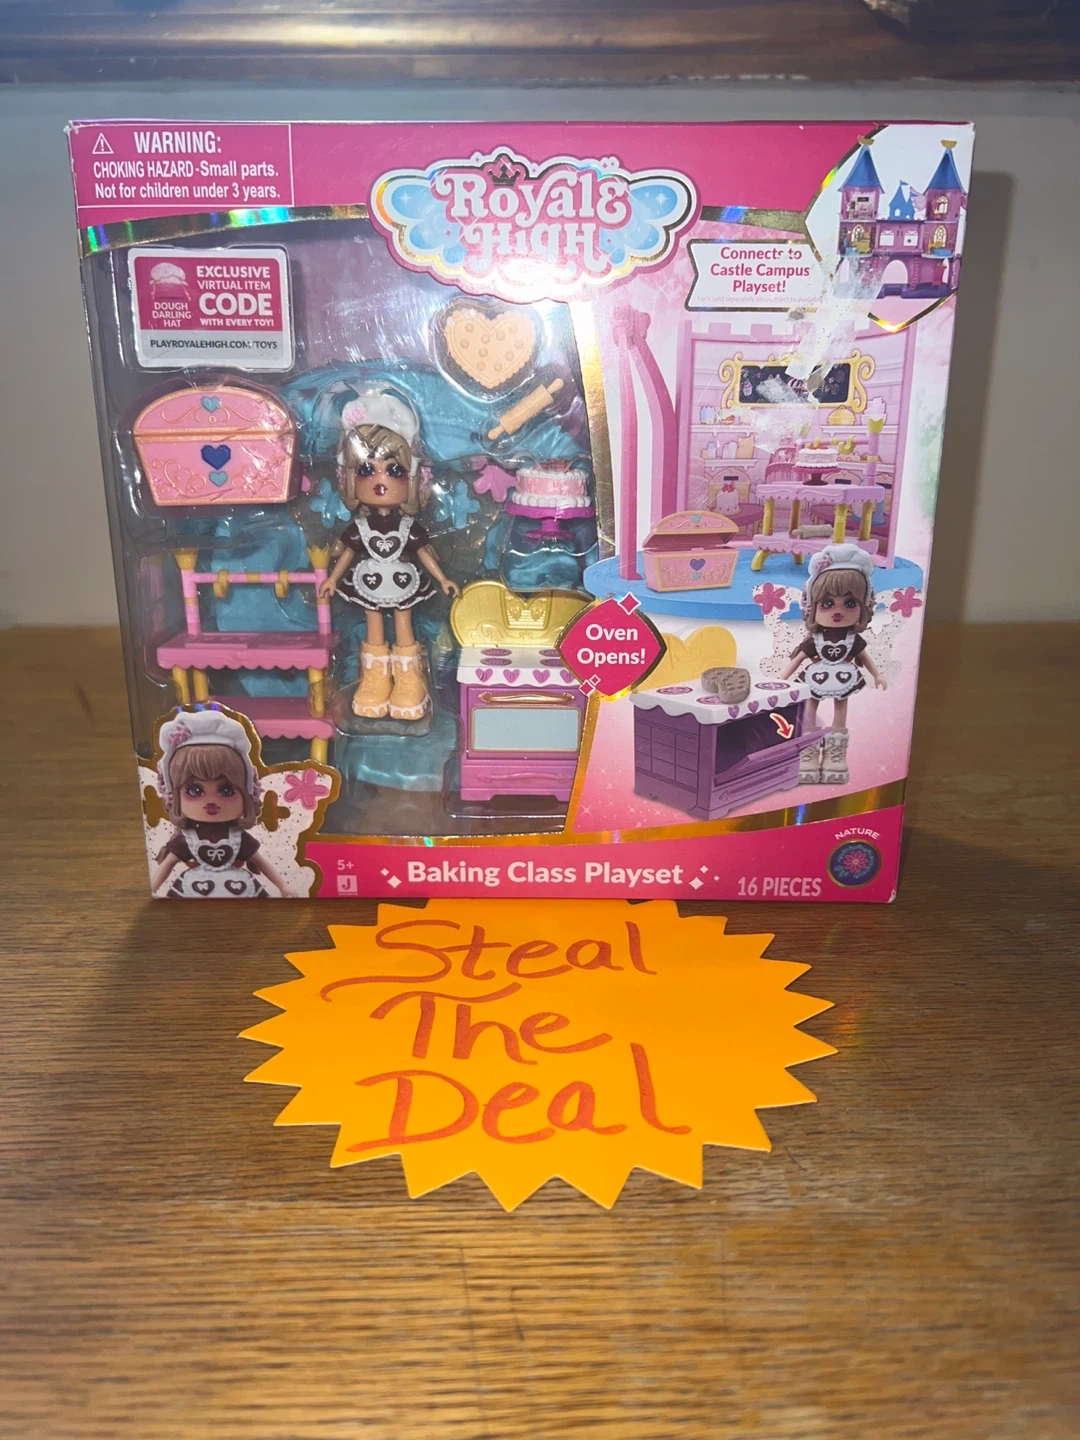 WARNING:
CHOKING HAZARD-Small parts.
Not for children under 3 years.
Royale
High
Connects to
Castle Campus
Playset!
EXCLUSIVE
VIRTUAL ITEM
CODE
WITH EVERY TOY!
DOUGH
DARLING
HAT
PLAYROYALEHIGH.COM/TOYS
Oven
Opens!
5+
J
Baking Class Playset
16 PIECES
NATURE
Steal
The
Deal